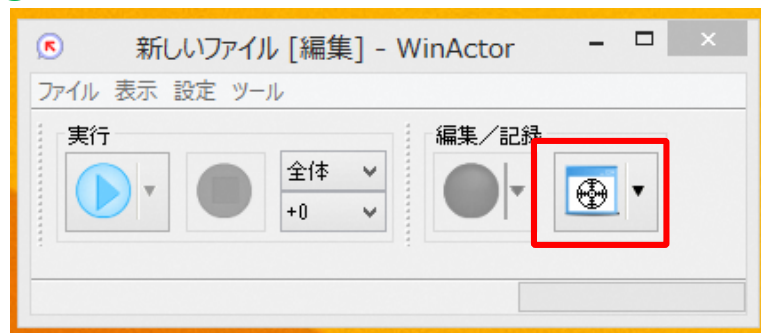 新しいファイル [編集] - WinActor
ファイル 表示 設定 ツール
実行
編集／記録
全体
+0